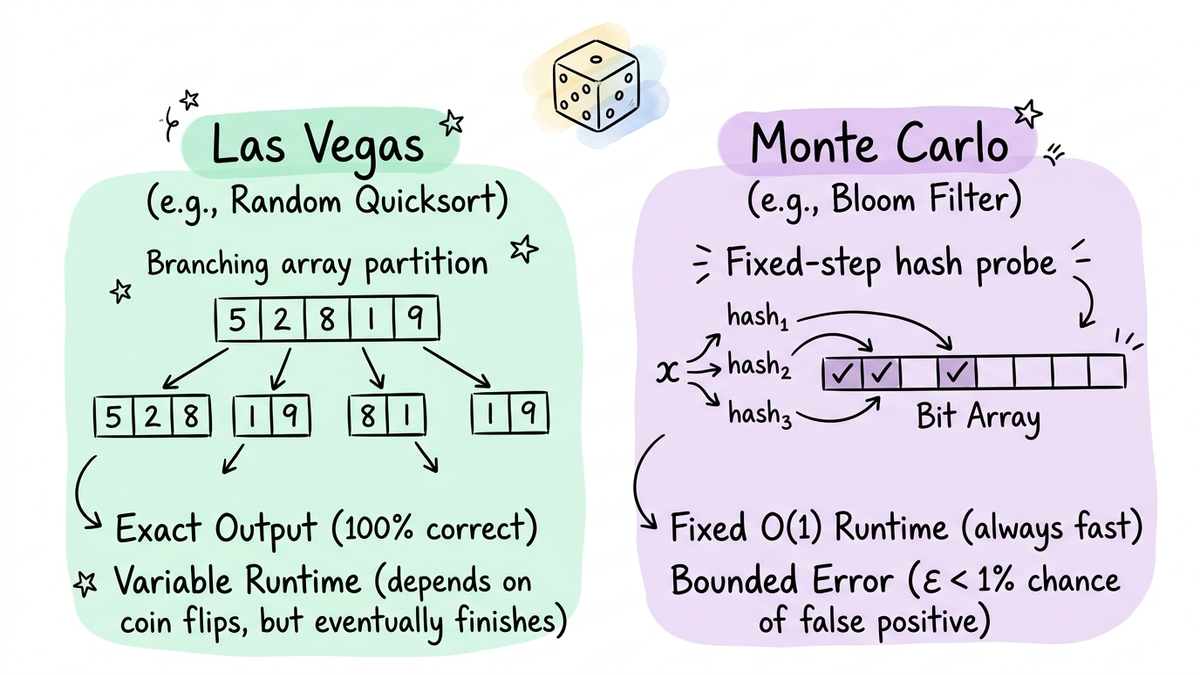 Las Vegas
(e.g., Random Quicksort)
Branching array partition
5 2 8 1 9
5 2 8
1 9
8 1
1 9
Exact Output (100% correct)
Variable Runtime (depends on
coin flips, but eventually finishes)
Monte Carlo
(e.g., Bloom Filter)
Fixed-step hash probe
hash₁
x
hash₂
hash₃
✓ ✓ ✓
Bit Array
Fixed O(1) Runtime (always fast)
Bounded Error (ε < 1% chance
of false positive)